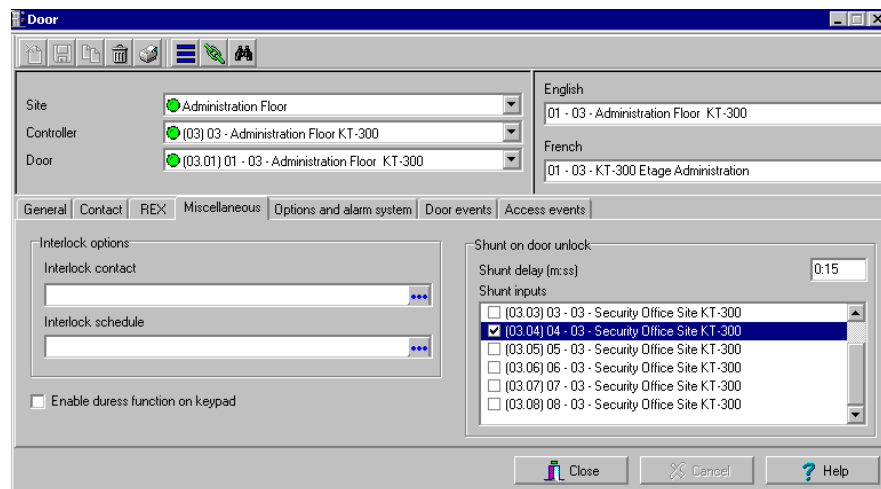 Door
Site
Administration Floor
Controller
(03) 03 - Administration Floor KT-300
Door
(03.01) 01 - 03 - Administration Floor KT-300
English
01 - 03 - Administration Floor KT-300
French
01 - 03 - KT-300 Etage Administration
General Contact REX Miscellaneous Options and alarm system Door events Access events
Interlock options
Interlock contact
Interlock schedule
Enable duress function on keypad
Shunt on door unlock
Shunt delay (m:ss) 0:15
Shunt inputs
(03.03) 03 - 03 - Security Office Site KT-300
(03.04) 04 - 03 - Security Office Site KT-300
(03.05) 05 - 03 - Security Office Site KT-300
(03.06) 06 - 03 - Security Office Site KT-300
(03.07) 07 - 03 - Security Office Site KT-300
(03.08) 08 - 03 - Security Office Site KT-300
Close Cancel Help